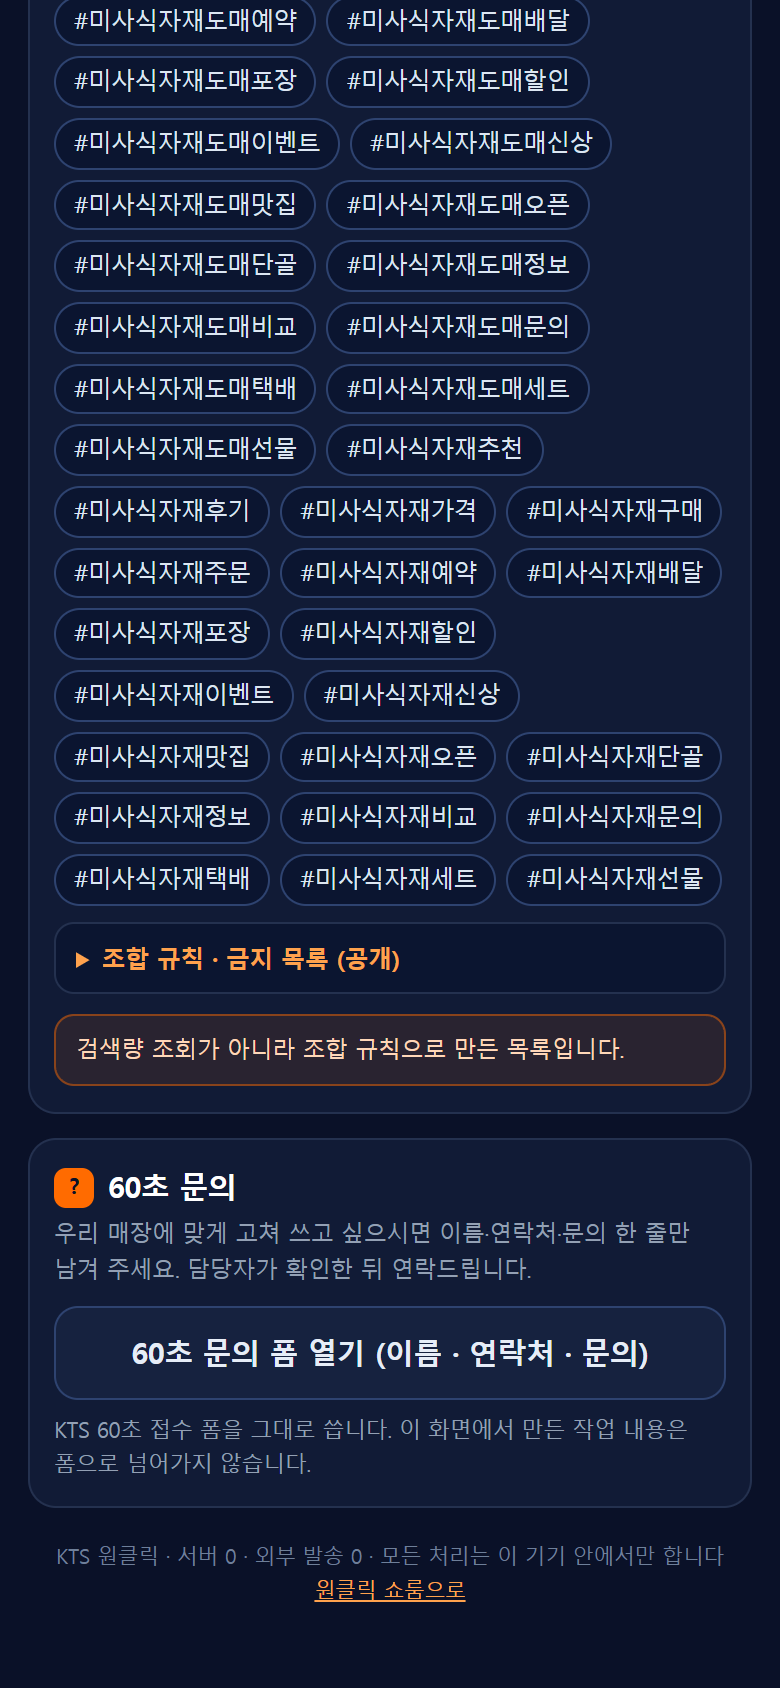 #미사식자재도매예약 #미사식자재도매배달
#미사식자재도매포장 #미사식자재도매할인
#미사식자재도매이벤트 #미사식자재도매신상
#미사식자재도매맛집 #미사식자재도매오픈
#미사식자재도매단골 #미사식자재도매정보
#미사식자재도매비교 #미사식자재도매문의
#미사식자재도매택배 #미사식자재도매세트
#미사식자재도매선물 #미사식자재추천
#미사식자재후기 #미사식자재가격 #미사식자재구매
#미사식자재주문 #미사식자재예약 #미사식자재배달
#미사식자재포장 #미사식자재할인
#미사식자재이벤트 #미사식자재신상
#미사식자재맛집 #미사식자재오픈 #미사식자재단골
#미사식자재정보 #미사식자재비교 #미사식자재문의
#미사식자재택배 #미사식자재세트 #미사식자재선물
▶ 조합 규칙 · 금지 목록 (공개)
검색량 조회가 아니라 조합 규칙으로 만든 목록입니다.
? 60초 문의
우리 매장에 맞게 고쳐 쓰고 싶으시면 이름·연락처·문의 한 줄만
남겨 주세요. 담당자가 확인한 뒤 연락드립니다.
60초 문의 폼 열기 (이름 · 연락처 · 문의)
KTS 60초 접수 폼을 그대로 씁니다. 이 화면에서 만든 작업 내용은
폼으로 넘어가지 않습니다.
KTS 원클릭 · 서버 0 · 외부 발송 0 · 모든 처리는 이 기기 안에서만 합니다
원클릭 쇼룸으로